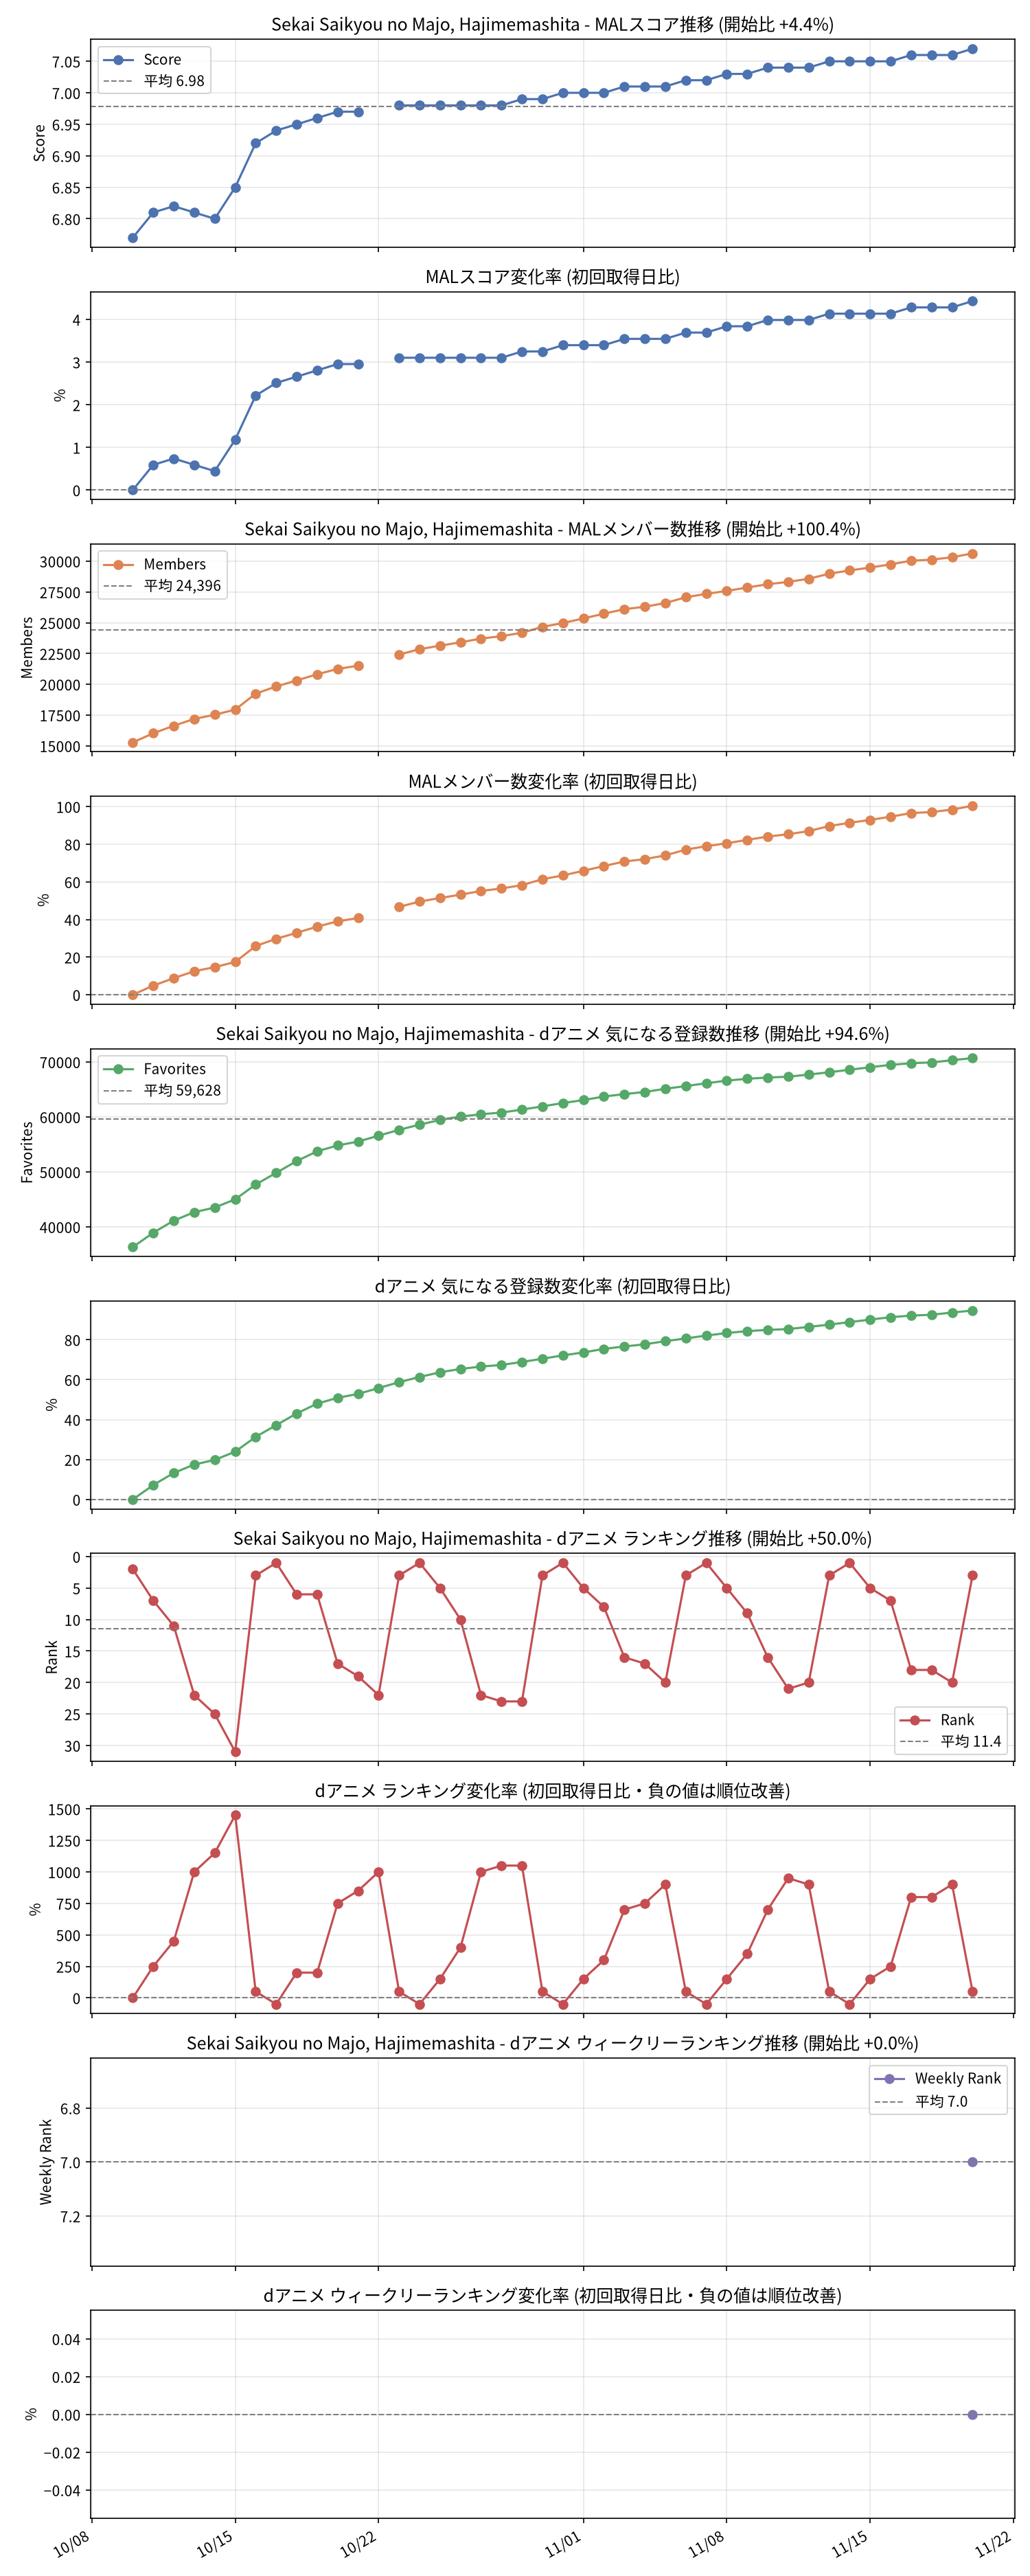 Sekai Saikyou no Majo, Hajimemashita - MALスコア推移 (開始比 +4.4%)
Score
平均 6.98
7.05
7.00
6.95
6.90
6.85
6.80
Score
MALスコア変化率 (初回取得日比)
4
3
2
1
0
%
Sekai Saikyou no Majo, Hajimemashita - MALメンバー数推移 (開始比 +100.4%)
Members
平均 24,396
30000
27500
25000
22500
20000
17500
15000
Members
MALメンバー数変化率 (初回取得日比)
100
80
60
40
20
0
%
Sekai Saikyou no Majo, Hajimemashita - dアニメ 気になる登録数推移 (開始比 +94.6%)
Favorites
平均 59,628
70000
60000
50000
40000
Favorites
dアニメ 気になる登録数変化率 (初回取得日比)
80
60
40
20
0
%
Sekai Saikyou no Majo, Hajimemashita - dアニメ ランキング推移 (開始比 +50.0%)
0
5
10
15
20
25
30
Rank
Rank
平均 11.4
dアニメ ランキング変化率 (初回取得日比・負の値は順位改善)
1500
1250
1000
750
500
250
0
%
Sekai Saikyou no Majo, Hajimemashita - dアニメ ウィークリーランキング推移 (開始比 +0.0%)
Weekly Rank
平均 7.0
6.8
7.0
7.2
Weekly Rank
dアニメ ウィークリーランキング変化率 (初回取得日比・負の値は順位改善)
0.04
0.02
0.00
−0.02
−0.04
%
10/08
10/15
10/22
11/01
11/08
11/15
11/22